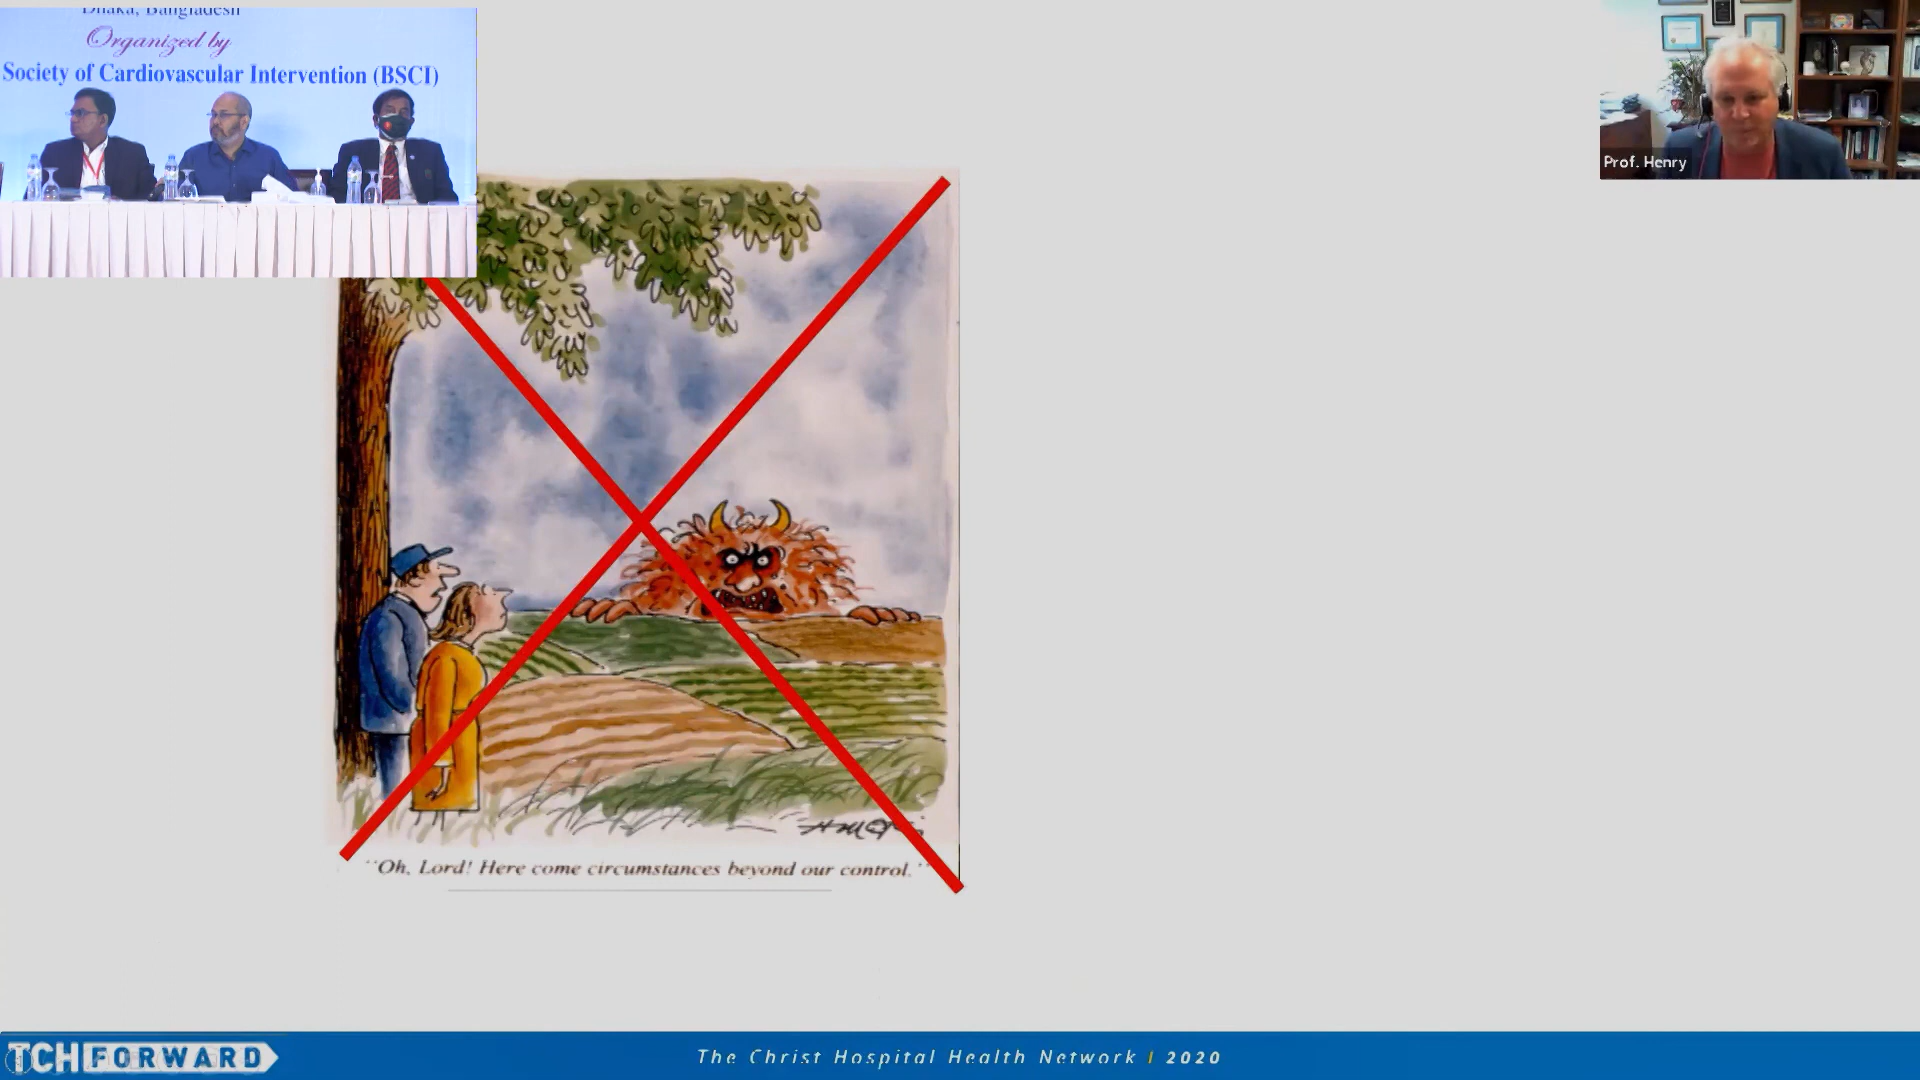 Dhaka, Bangladesh
Organized by
Society of Cardiovascular Intervention (BSCI)
Prof. Henry
"Oh, Lord! Here come circumstances beyond our control."
TCH FORWARD
The Christ Hospital Health Network | 2020